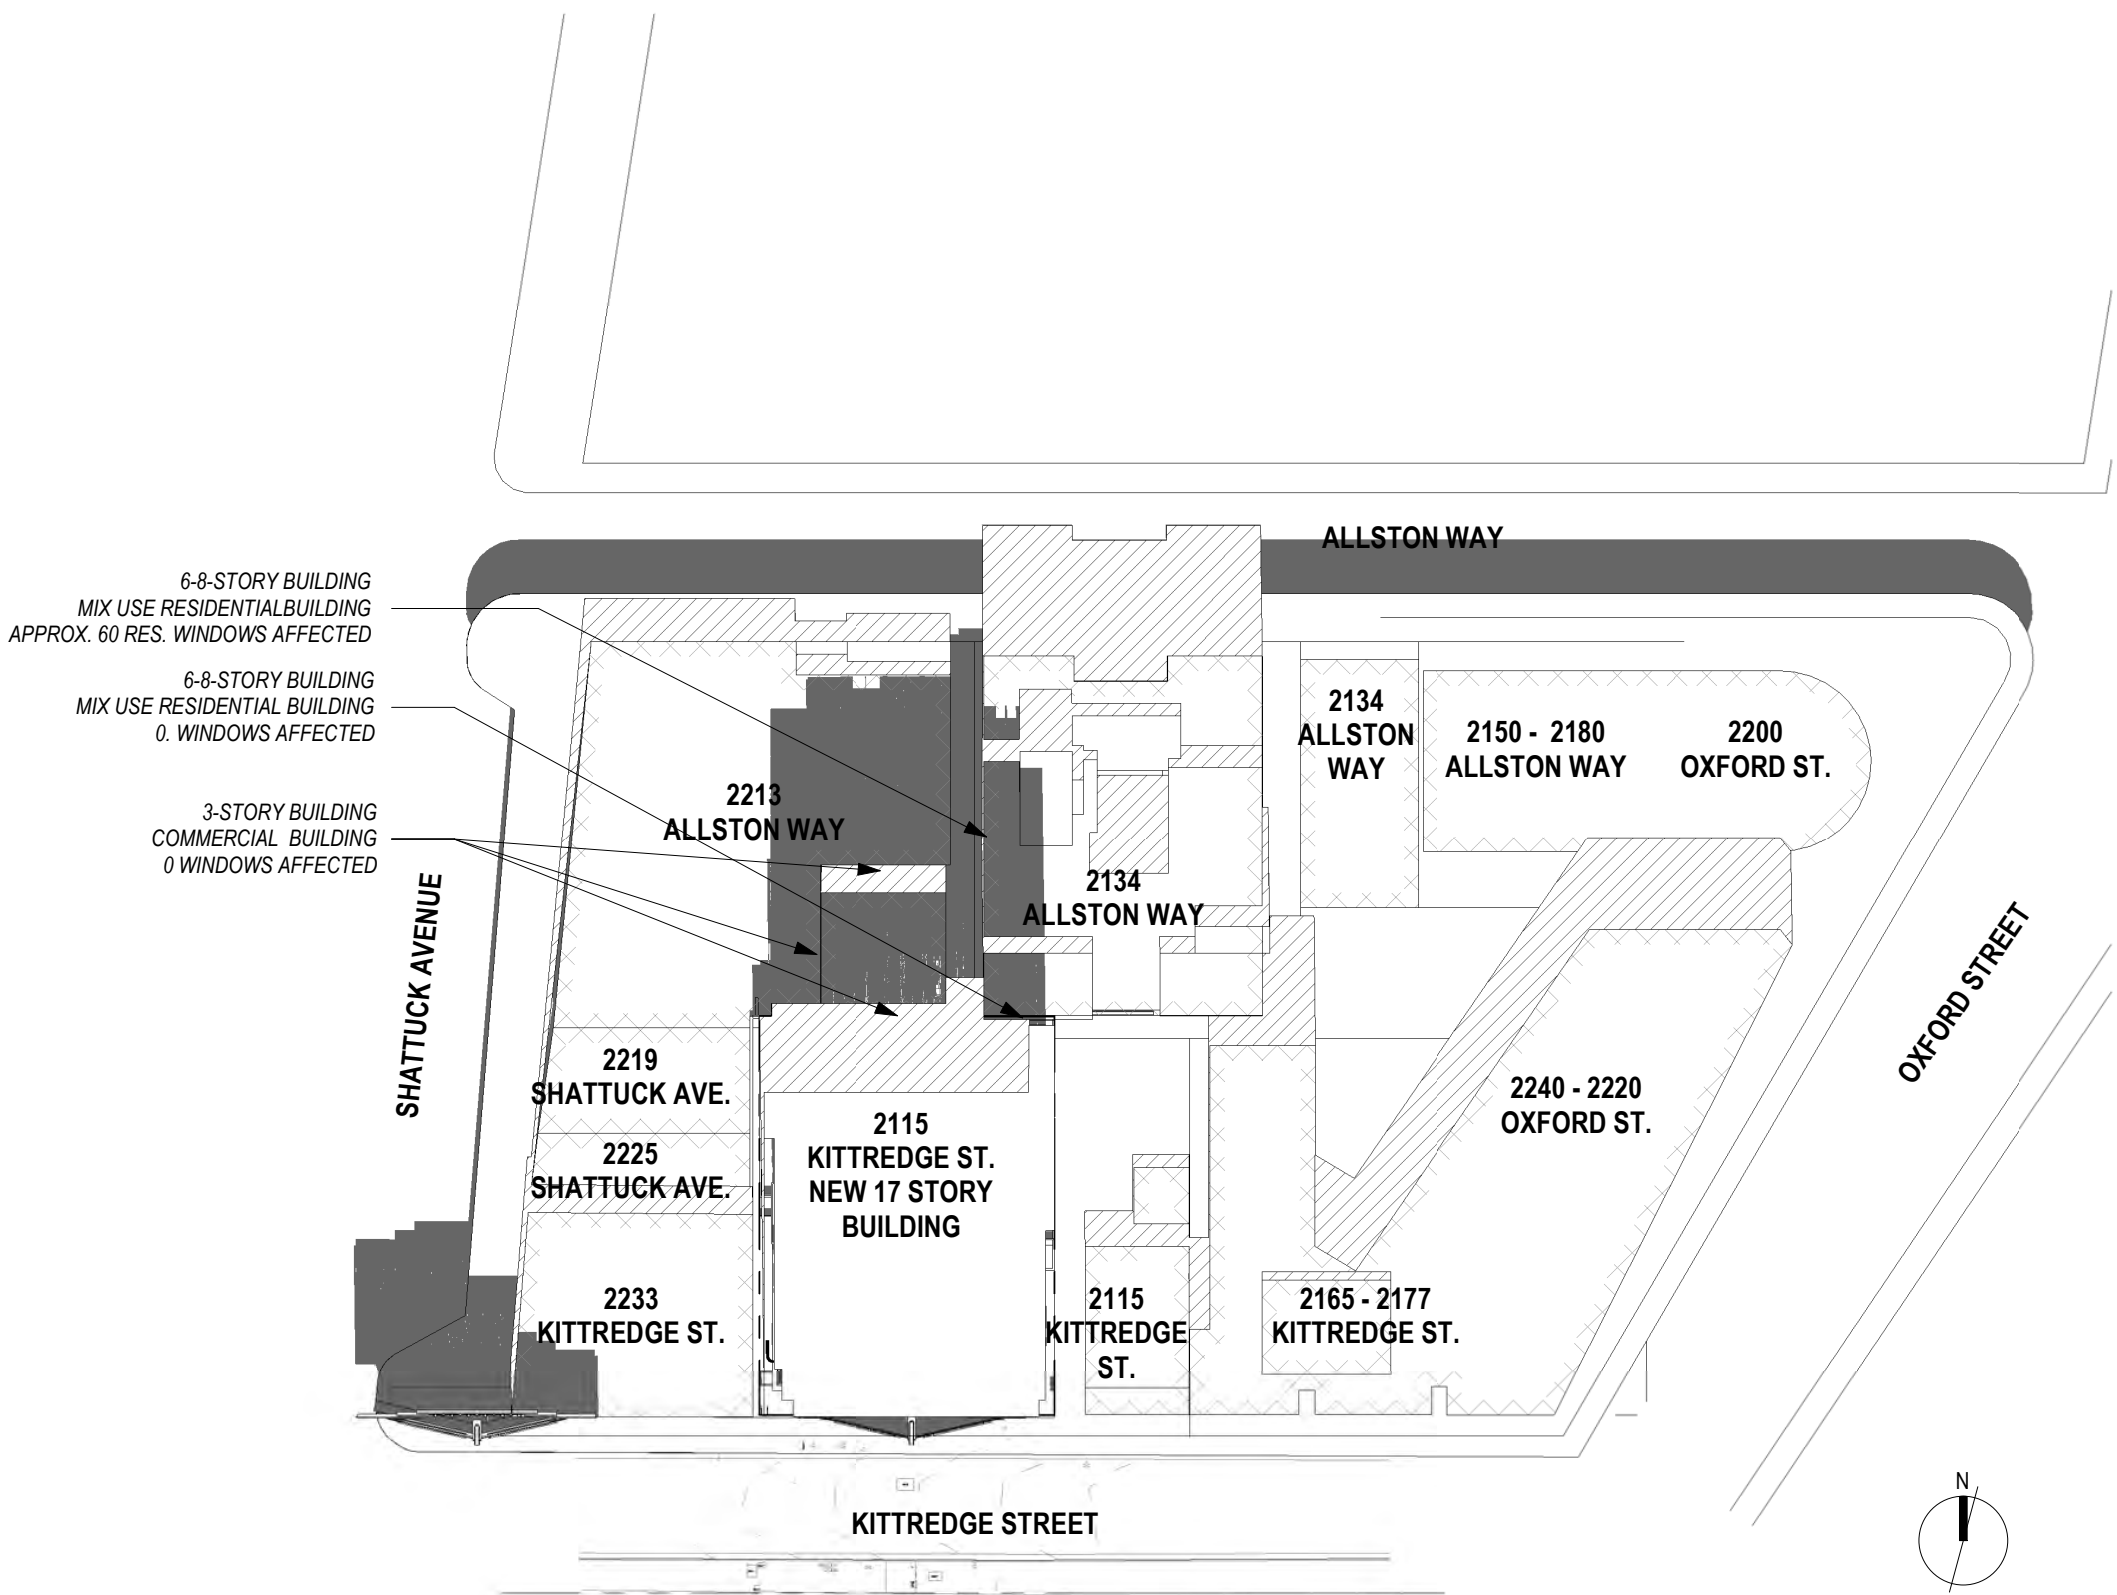 ALLSTON WAY
6-8-STORY BUILDING
MIX USE RESIDENTIALBUILDING
APPROX. 60 RES. WINDOWS AFFECTED
6-8-STORY BUILDING
MIX USE RESIDENTIAL BUILDING
0. WINDOWS AFFECTED
3-STORY BUILDING
COMMERCIAL BUILDING
0 WINDOWS AFFECTED
2134
ALLSTON
WAY
2150 - 2180
ALLSTON WAY
2200
OXFORD ST.
2213
ALLSTON WAY
2134
ALLSTON WAY
SHATTUCK AVENUE
OXFORD STREET
2219
SHATTUCK AVE.
2225
SHATTUCK AVE.
2115
KITTREDGE ST.
NEW 17 STORY
BUILDING
2240 - 2220
OXFORD ST.
2233
KITTREDGE ST.
2115
KITTREDGE
ST.
2165 - 2177
KITTREDGE ST.
KITTREDGE STREET
N